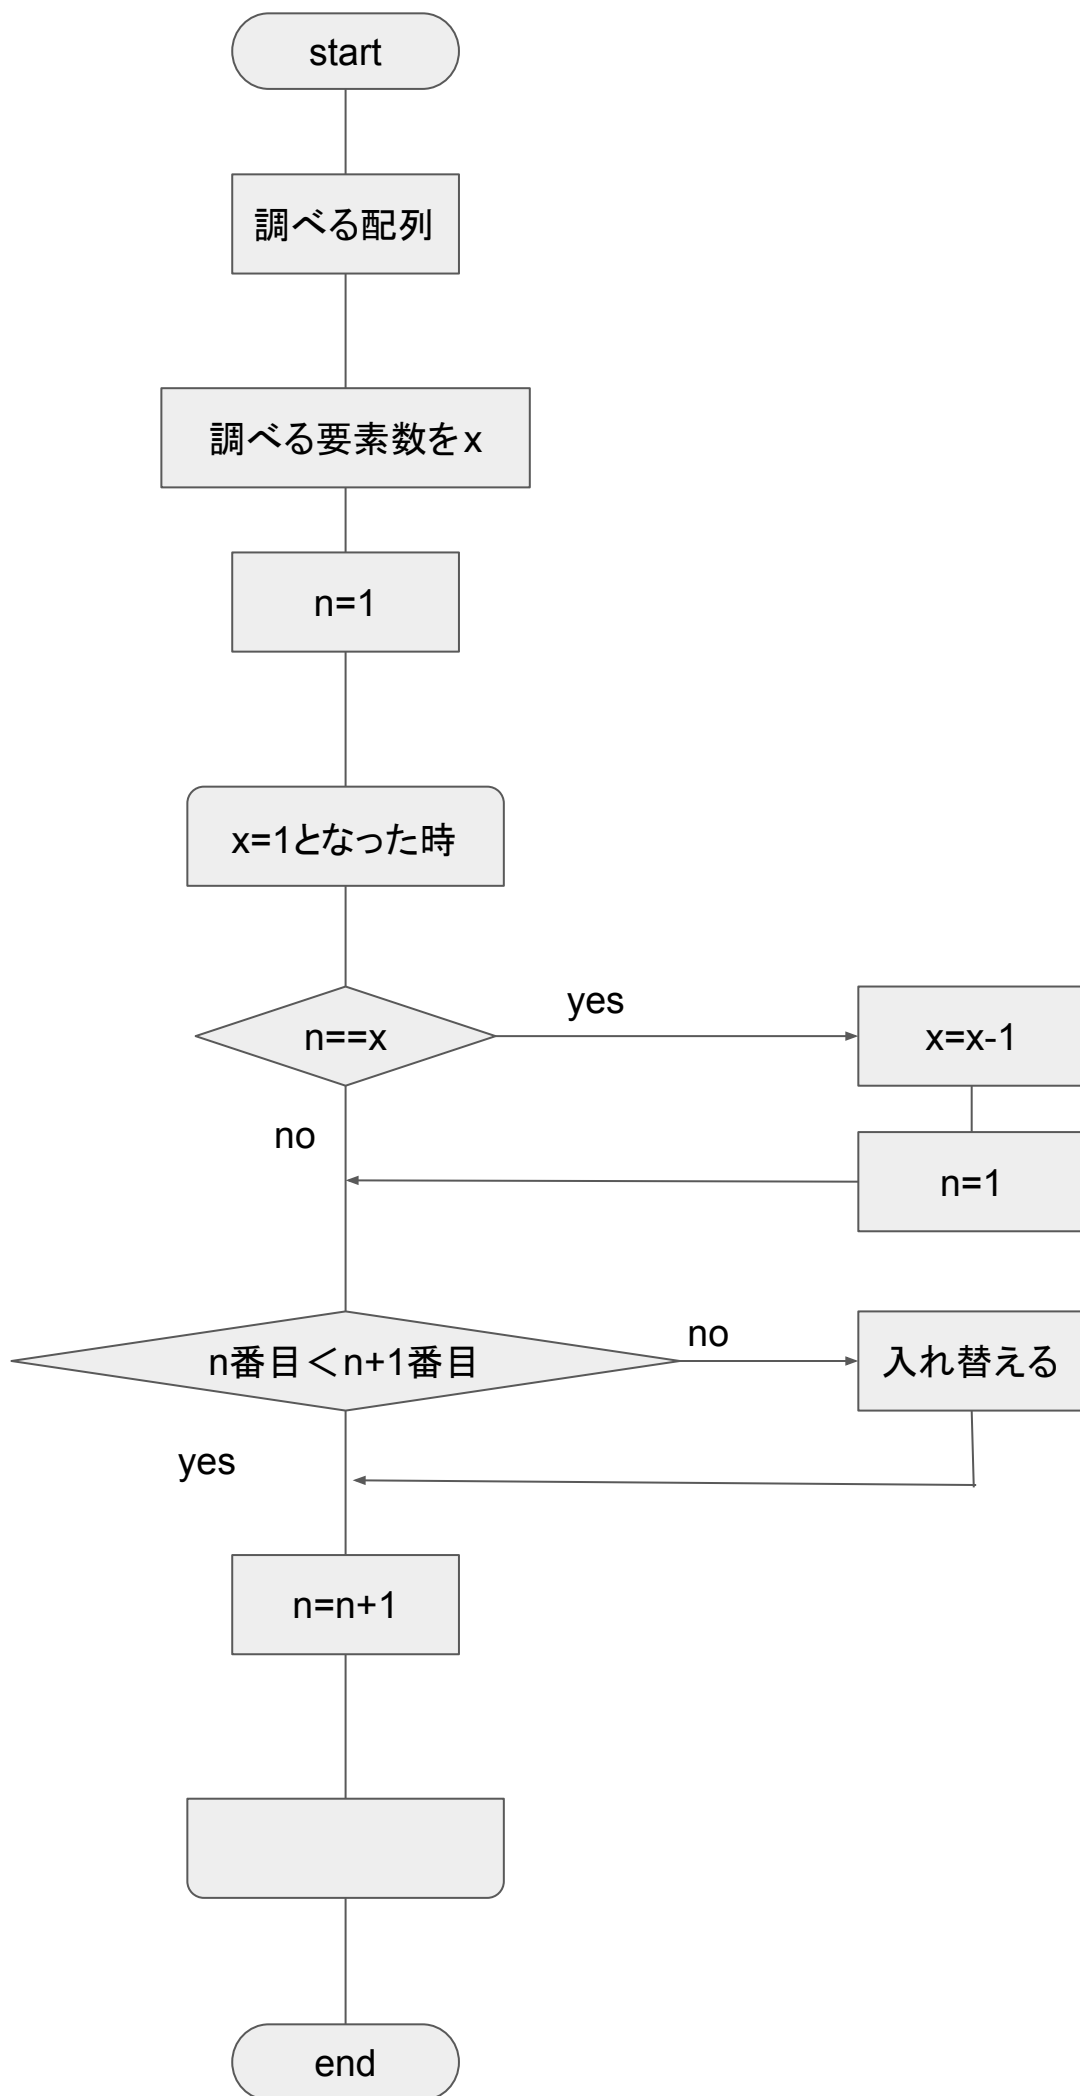 start
調べる配列
調べる要素数をx
n=1
x=1となった時
n==x
yes
x=x-1
no
n=1
n番目＜n+1番目
no
入れ替える
yes
n=n+1
end